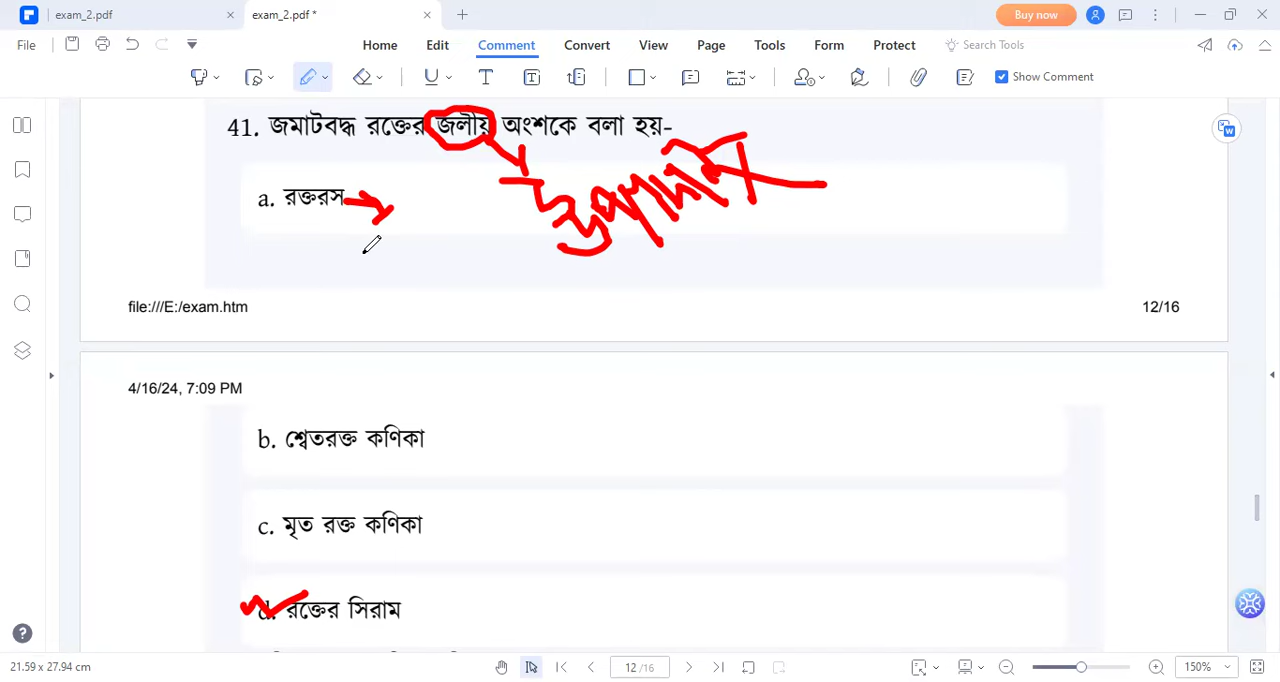 exam_2.pdf
exam_2.pdf *
Buy now
File
Home
Edit
Comment
Convert
View
Page
Tools
Form
Protect
Search Tools
Show Comment
41. জমাটবদ্ধ রক্তের জলীয় অংশকে বলা হয়-
a. রক্তরস
file:///E:/exam.htm
12/16
4/16/24, 7:09 PM
b. শ্বেতরক্ত কণিকা
c. মৃত রক্ত কণিকা
d. রক্তের সিরাম
21.59 x 27.94 cm
12 /16
150%